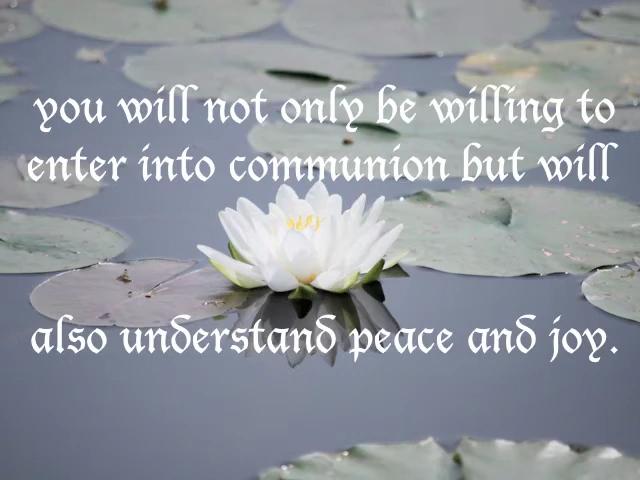 you will not only be willing to
enter into communion but will
also understand peace and joy.